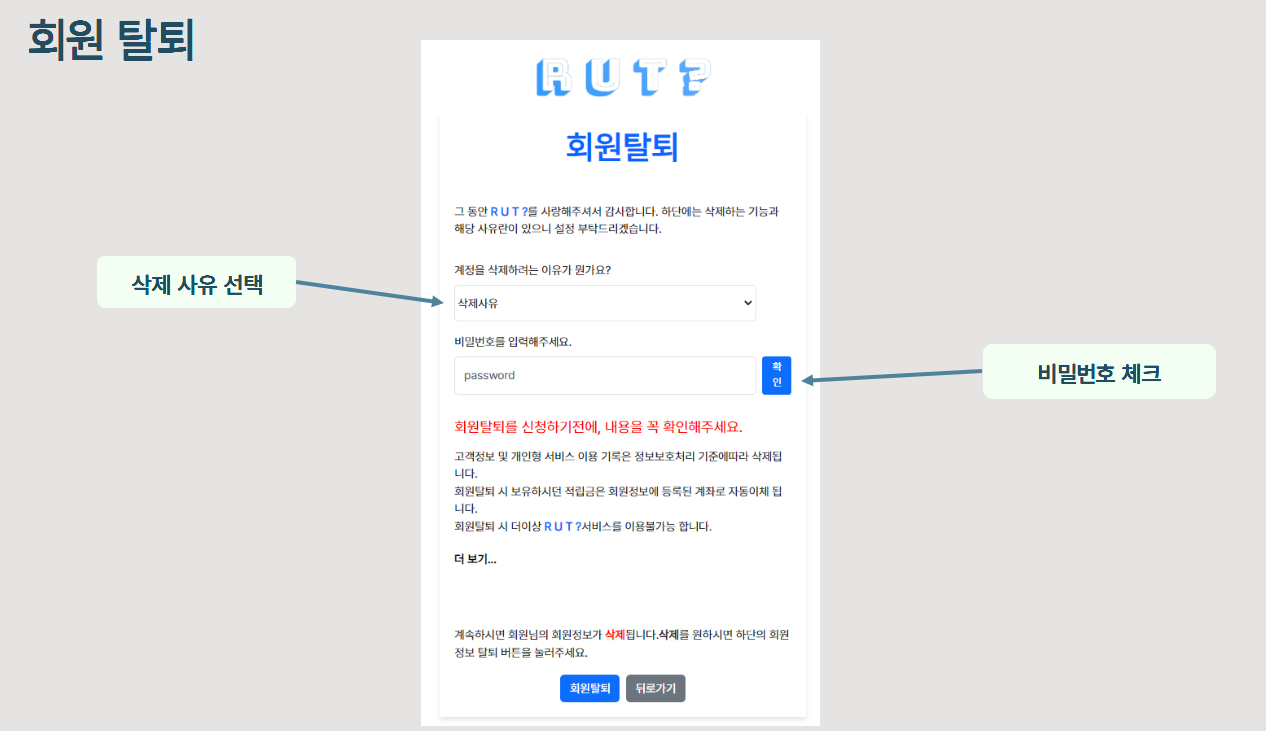 회원 탈퇴
R U T ?
회원탈퇴
그 동안 R U T ?를 사랑해주셔서 감사합니다. 하단에는 삭제하는 기능과
해당 사유란이 있으니 설정 부탁드리겠습니다.
계정을 삭제하려는 이유가 뭔가요?
삭제 사유 선택
삭제사유
비밀번호를 입력해주세요.
password
확
인
비밀번호 체크
회원탈퇴를 신청하기전에, 내용을 꼭 확인해주세요.
고객정보 및 개인형 서비스 이용 기록은 정보보호처리 기준에따라 삭제됩
니다.
회원탈퇴 시 보유하시던 적립금은 회원정보에 등록된 계좌로 자동이체 됩
니다.
회원탈퇴 시 더이상 R U T ?서비스를 이용불가능 합니다.
더 보기...
계속하시면 회원님의 회원정보가 삭제됩니다.삭제를 원하시면 하단의 회원
정보 탈퇴 버튼을 눌러주세요.
회원탈퇴 뒤로가기